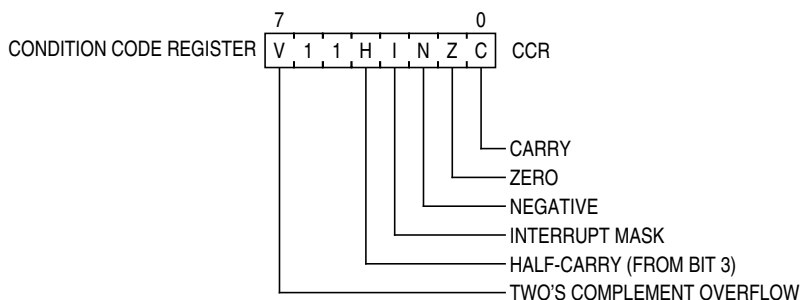 7 0
CONDITION CODE REGISTER V 1 1 H I N Z C CCR
CARRY
ZERO
NEGATIVE
INTERRUPT MASK
HALF-CARRY (FROM BIT 3)
TWO'S COMPLEMENT OVERFLOW